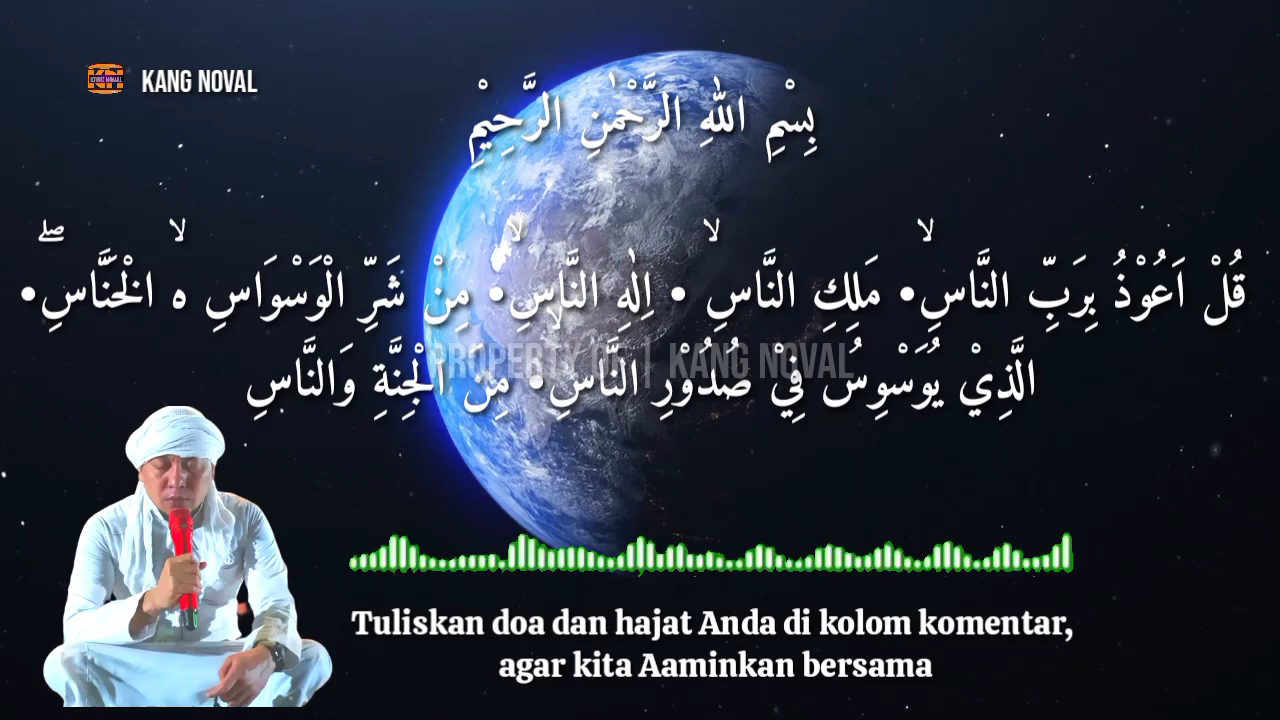 KANG NOVAL
بِسْمِ اللهِ الرَّحْمٰنِ الرَّحِيْمِ
قُلْ اَعُوْذُ بِرَبِّ النَّاسِۙ • مَلِكِ النَّاسِۙ • اِلٰهِ النَّاسِۙ • مِنْ شَرِّ الْوَسْوَاسِ ەۙ الْخَنَّاسِۖ •
الَّذِيْ يُوَسْوِسُ فِيْ صُدُوْرِ النَّاسِۙ • مِنَ الْجِنَّةِ وَالنَّاسِ
PROPERTY OF | KANG NOVAL
Tuliskan doa dan hajat Anda di kolom komentar,
agar kita Aaminkan bersama